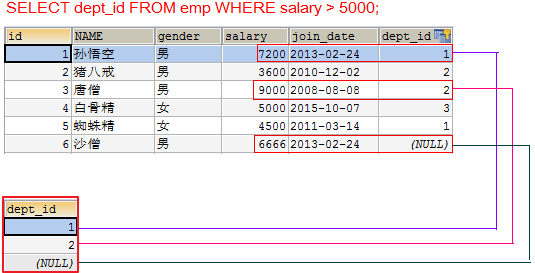 SELECT dept_id FROM emp WHERE salary > 5000;
id NAME gender salary join_date dept_id
1 孙悟空 男 7200 2013-02-24 1
2 猪八戒 男 3600 2010-12-02 2
3 唐僧 男 9000 2008-08-08 2
4 白骨精 女 5000 2015-10-07 3
5 蜘蛛精 女 4500 2011-03-14 1
6 沙僧 男 6666 2013-02-24 (NULL)
dept_id
1
2
(NULL)